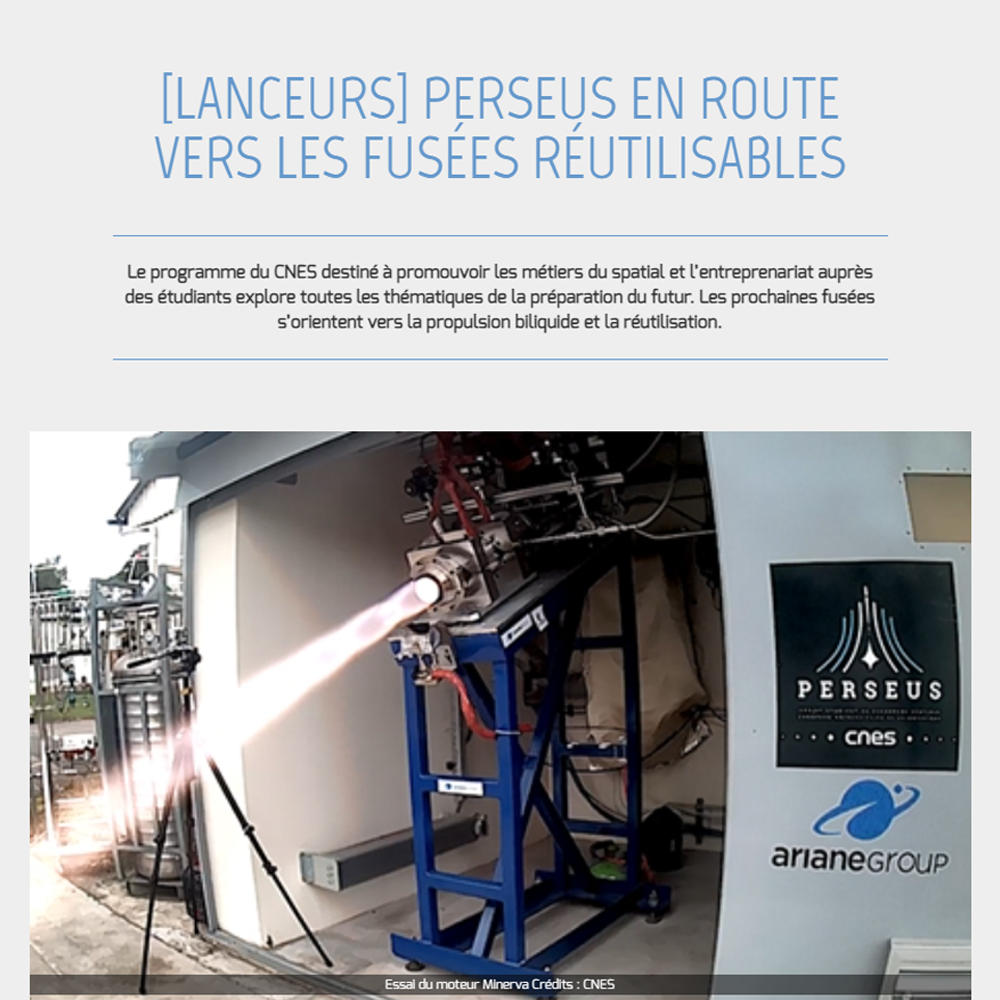 [LANCEURS] PERSEUS EN ROUTE
VERS LES FUSÉES RÉUTILISABLES
Le programme du CNES destiné à promouvoir les métiers du spatial et l'entreprenariat auprès
des étudiants explore toutes les thématiques de la préparation du futur. Les prochaines fusées
s'orientent vers la propulsion biliquide et la réutilisation.
PERSEUS
cnes
arianeGROUP
Essai du moteur Minerva Crédits : CNES